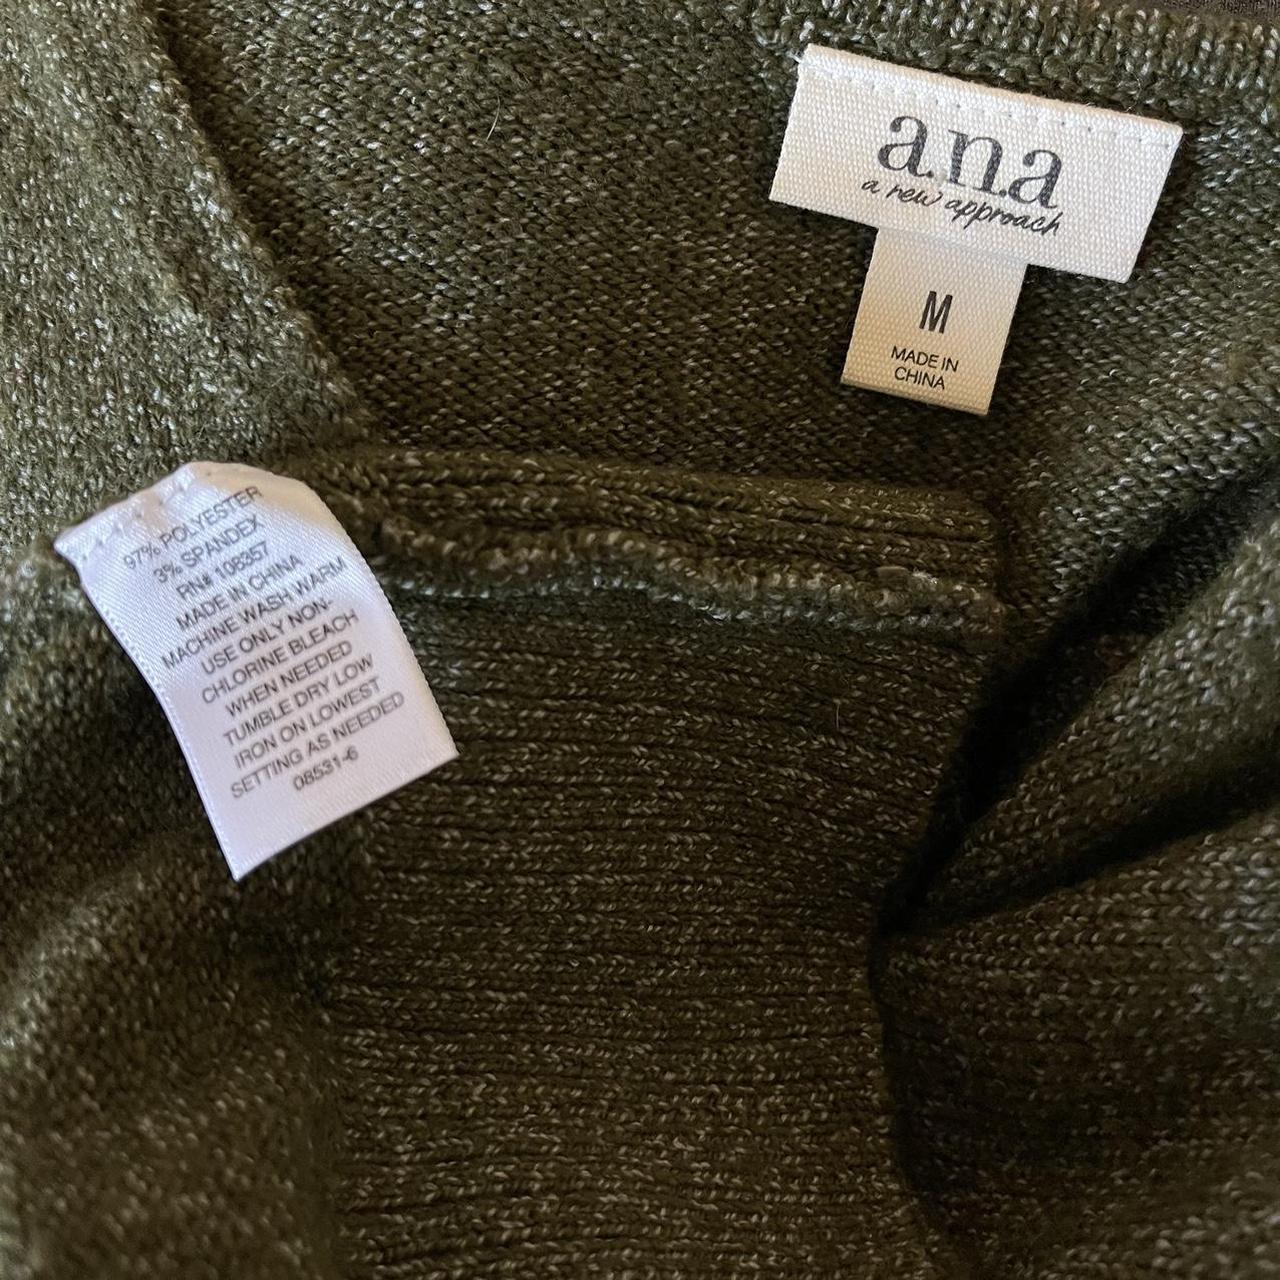 a.n.a
a new approach
M
MADE IN
CHINA
97% POLYESTER
3% SPANDEX
RN# 108357
MADE IN CHINA
MACHINE WASH WARM
USE ONLY NON-
CHLORINE BLEACH
WHEN NEEDED
TUMBLE DRY LOW
IRON ON LOWEST
SETTING AS NEEDED
08531-6